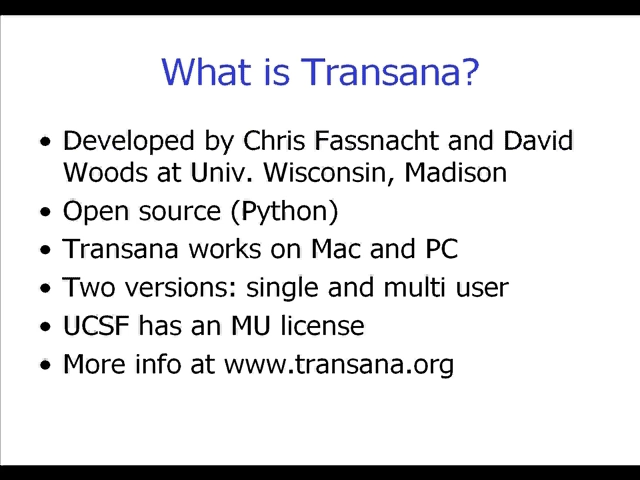 What is Transana?
• Developed by Chris Fassnacht and David
Woods at Univ. Wisconsin, Madison
• Open source (Python)
• Transana works on Mac and PC
• Two versions: single and multi user
• UCSF has an MU license
• More info at www.transana.org